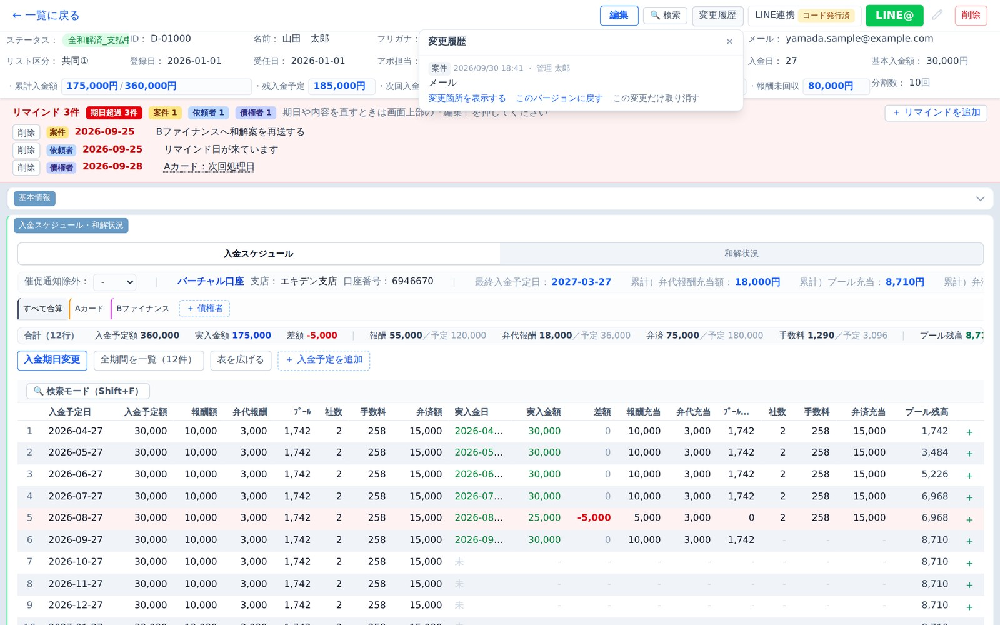 ← 一覧に戻る 編集 🔍 検索 変更履歴 LINE連携 コード発行済 LINE@ 削除
ステータス： 全和解済_支払中 ID： D-01000 名前： 山田　太郎 フリガナ： メール： yamada.sample@example.com
リスト区分： 共同① 登録日： 2026-01-01 受任日： 2026-01-01 アポ担当： 入金日： 27 基本入金額： 30,000円
・累計入金額 175,000円/360,000円 ・残入金予定 185,000円 ・次回入金 ・報酬未回収 80,000円 分割数： 10回
変更履歴 ×
案件 2026/09/30 18:41 · 管理 太郎
メール
変更箇所を表示する このバージョンに戻す この変更だけ取り消す
リマインド 3件 期日超過 3件 案件 1 依頼者 1 債権者 1 期日や内容を直すときは画面上部の「編集」を押してください ＋ リマインドを追加
削除 案件 2026-09-25 Bファイナンスへ和解案を再送する
削除 依頼者 2026-09-25 リマインド日が来ています
削除 債権者 2026-09-28 Aカード：次回処理日
基本情報
入金スケジュール・和解状況
入金スケジュール 和解状況
催促通知除外： - | バーチャル口座 支店：エキデン支店 口座番号：6946670 | 最終入金予定日：2027-03-27 累計）弁代報酬充当額：18,000円 累計）プール充当：8,710円 累計）弁
すべて合算 Aカード Bファイナンス ＋ 債権者
合計（12行） 入金予定額 360,000 実入金額 175,000 差額 -5,000 | 報酬 55,000／予定 120,000 弁代報酬 18,000／予定 36,000 弁済 75,000／予定 180,000 手数料 1,290／予定 3,096 | プール残高 8,71
入金期日変更 全期間を一覧（12件） 表を広げる ＋ 入金予定を追加
🔍 検索モード（Shift+F）
入金予定日 入金予定額 報酬額 弁代報酬 ﾌﾟｰﾙ 社数 手数料 弁済額 実入金日 実入金額 差額 報酬充当 弁代充当 ﾌﾟｰﾙ... 社数 手数料 弁済充当 プール残高
1 2026-04-27 30,000 10,000 3,000 1,742 2 258 15,000 2026-04... 30,000 0 10,000 3,000 1,742 2 258 15,000 1,742 +
2 2026-05-27 30,000 10,000 3,000 1,742 2 258 15,000 2026-05... 30,000 0 10,000 3,000 1,742 2 258 15,000 3,484 +
3 2026-06-27 30,000 10,000 3,000 1,742 2 258 15,000 2026-06... 30,000 0 10,000 3,000 1,742 2 258 15,000 5,226 +
4 2026-07-27 30,000 10,000 3,000 1,742 2 258 15,000 2026-07... 30,000 0 10,000 3,000 1,742 2 258 15,000 6,968 +
5 2026-08-27 30,000 10,000 3,000 1,742 2 258 15,000 2026-08... 25,000 -5,000 5,000 3,000 0 2 258 15,000 6,968 +
6 2026-09-27 30,000 10,000 3,000 1,742 2 258 15,000 2026-09... 30,000 0 10,000 3,000 1,742 - - - 8,710 +
7 2026-10-27 30,000 10,000 3,000 1,742 2 258 15,000 未 - - - - - - - - 8,710 +
8 2026-11-27 30,000 10,000 3,000 1,742 2 258 15,000 未 - - - - - - - - 8,710 +
9 2026-12-27 30,000 10,000 3,000 1,742 2 258 15,000 未 - - - - - - - - 8,710 +